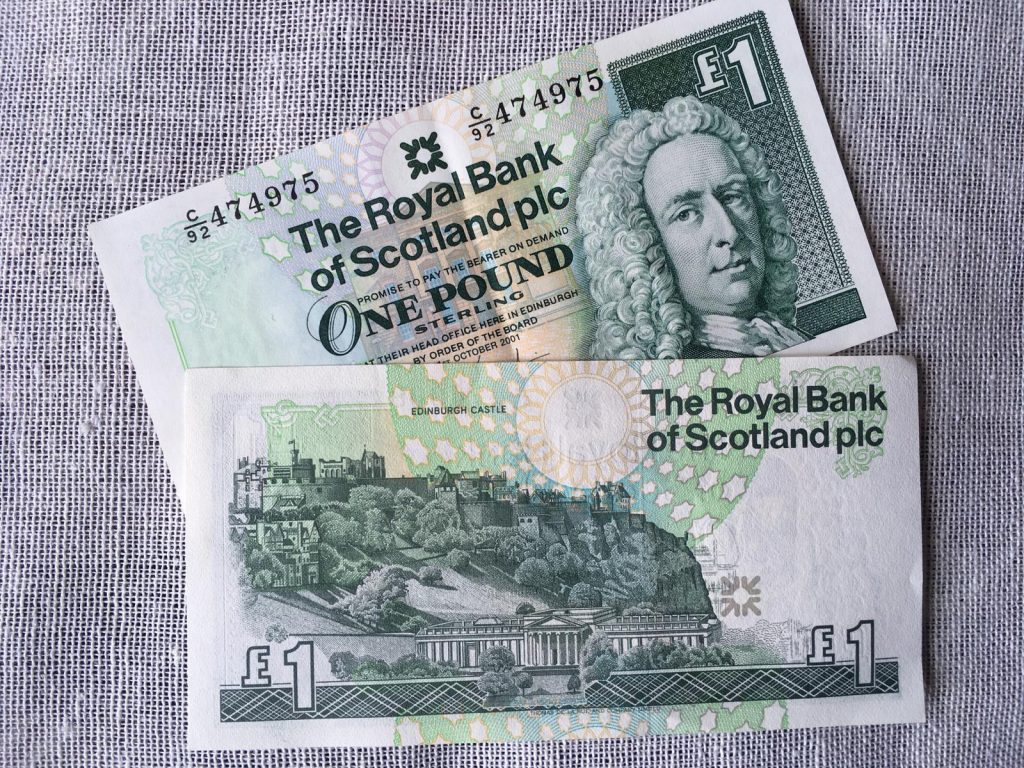 £1
C/92 474975
C/92 474975
The Royal Bank
of Scotland plc
PROMISE TO PAY THE BEARER ON DEMAND
ONE POUND
STERLING
AT THEIR HEAD OFFICE HERE IN EDINBURGH
BY ORDER OF THE BOARD
1st OCTOBER 2001
EDINBURGH CASTLE
The Royal Bank
of Scotland plc
£1
£1